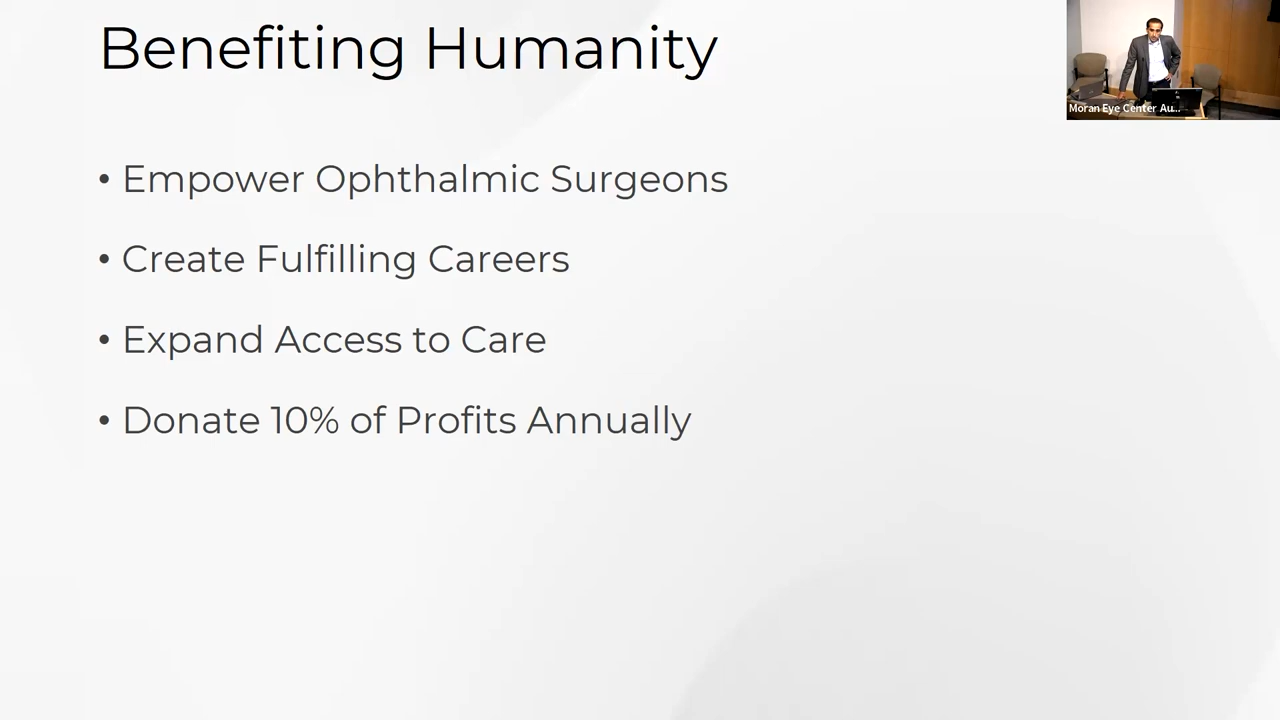 Benefiting Humanity
Moran Eye Center Au...
• Empower Ophthalmic Surgeons
• Create Fulfilling Careers
• Expand Access to Care
• Donate 10% of Profits Annually